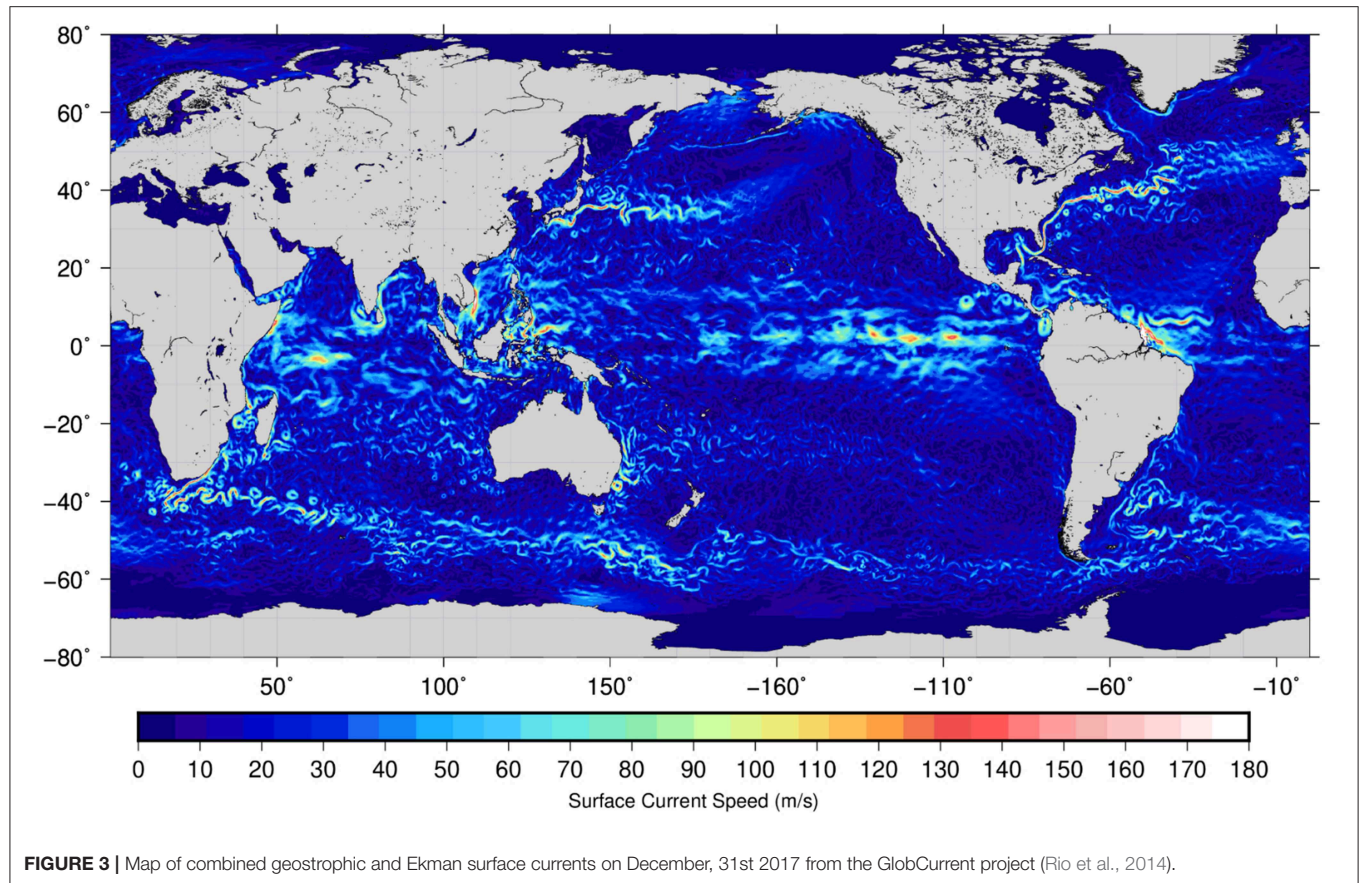 80°
60°
40°
20°
0°
−20°
−40°
−60°
−80°
50° 100° 150° −160° −110° −60° −10°
0 10 20 30 40 50 60 70 80 90 100 110 120 130 140 150 160 170 180
Surface Current Speed (m/s)
FIGURE 3 | Map of combined geostrophic and Ekman surface currents on December, 31st 2017 from the GlobCurrent project (Rio et al., 2014).